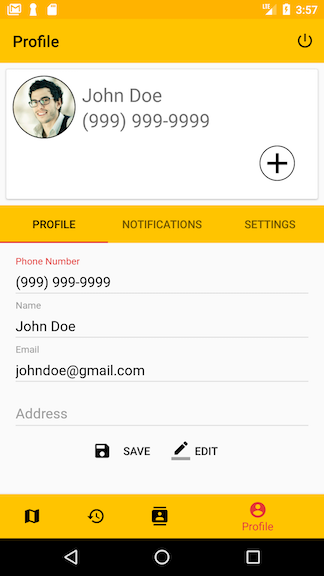 3:57
Profile
John Doe
(999) 999-9999
PROFILE NOTIFICATIONS SETTINGS
Phone Number
(999) 999-9999
Name
John Doe
Email
johndoe@gmail.com
Address
SAVE EDIT
Profile